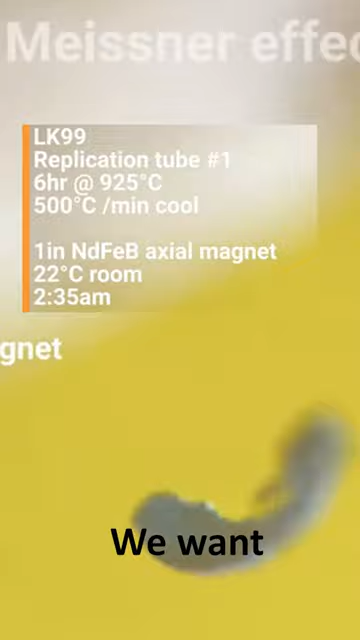 Meissner effec
LK99
Replication tube #1
6hr @ 925°C
500°C /min cool
1in NdFeB axial magnet
22°C room
2:35am
gnet
We want